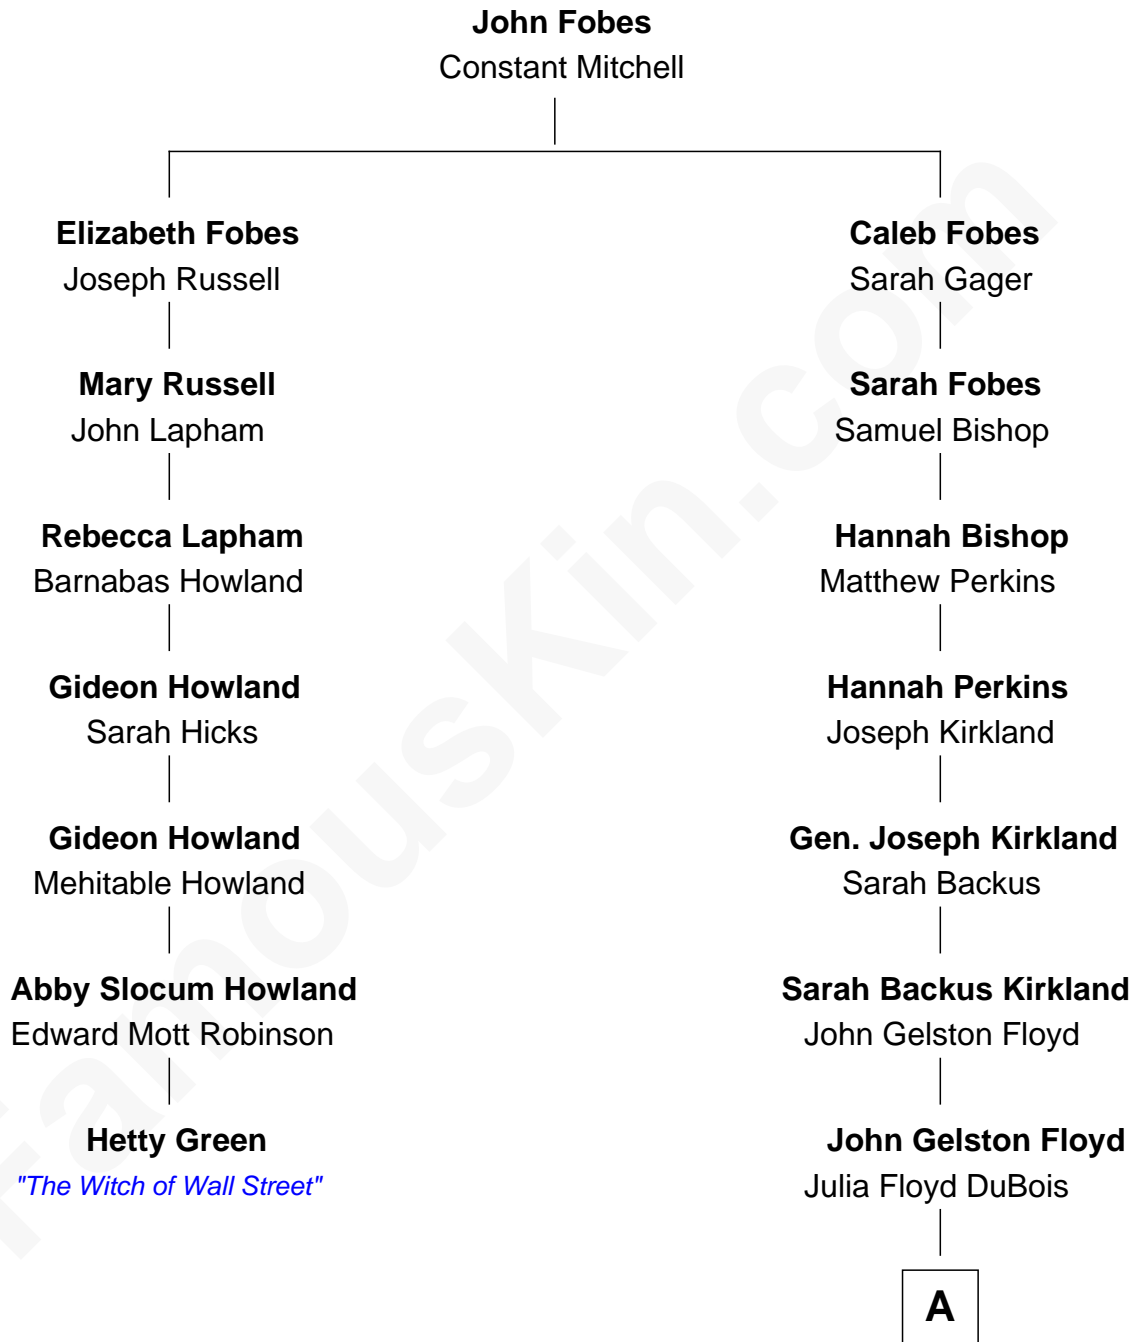 John Fobes
Constant Mitchell
Elizabeth Fobes
Joseph Russell
Caleb Fobes
Sarah Gager
Mary Russell
John Lapham
Sarah Fobes
Samuel Bishop
Rebecca Lapham
Barnabas Howland
Hannah Bishop
Matthew Perkins
Gideon Howland
Sarah Hicks
Hannah Perkins
Joseph Kirkland
Gideon Howland
Mehitable Howland
Gen. Joseph Kirkland
Sarah Backus
Abby Slocum Howland
Edward Mott Robinson
Sarah Backus Kirkland
John Gelston Floyd
Hetty Green
"The Witch of Wall Street"
John Gelston Floyd
Julia Floyd DuBois
A
FamousKin.com